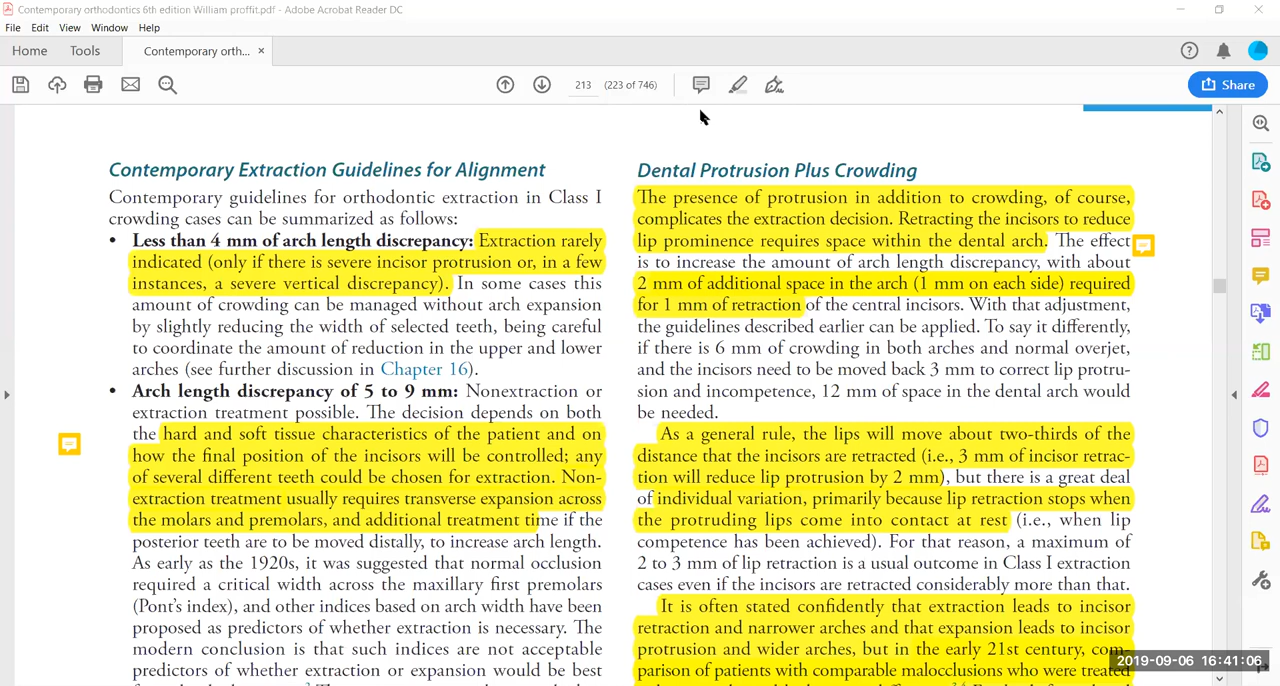 Contemporary orthodontics 6th edition William proffit.pdf - Adobe Acrobat Reader DC
File Edit View Window Help
Home Tools Contemporary orth... ×
213 (223 of 746) Share
Contemporary Extraction Guidelines for Alignment
Contemporary guidelines for orthodontic extraction in Class I
crowding cases can be summarized as follows:
• Less than 4 mm of arch length discrepancy: Extraction rarely
indicated (only if there is severe incisor protrusion or, in a few
instances, a severe vertical discrepancy). In some cases this
amount of crowding can be managed without arch expansion
by slightly reducing the width of selected teeth, being careful
to coordinate the amount of reduction in the upper and lower
arches (see further discussion in Chapter 16).
• Arch length discrepancy of 5 to 9 mm: Nonextraction or
extraction treatment possible. The decision depends on both
the hard and soft tissue characteristics of the patient and on
how the final position of the incisors will be controlled; any
of several different teeth could be chosen for extraction. Non-
extraction treatment usually requires transverse expansion across
the molars and premolars, and additional treatment time if the
posterior teeth are to be moved distally, to increase arch length.
As early as the 1920s, it was suggested that normal occlusion
required a critical width across the maxillary first premolars
(Pont's index), and other indices based on arch width have been
proposed as predictors of whether extraction is necessary. The
modern conclusion is that such indices are not acceptable
predictors of whether extraction or expansion would be best
Dental Protrusion Plus Crowding
The presence of protrusion in addition to crowding, of course,
complicates the extraction decision. Retracting the incisors to reduce
lip prominence requires space within the dental arch. The effect
is to increase the amount of arch length discrepancy, with about
2 mm of additional space in the arch (1 mm on each side) required
for 1 mm of retraction of the central incisors. With that adjustment,
the guidelines described earlier can be applied. To say it differently,
if there is 6 mm of crowding in both arches and normal overjet,
and the incisors need to be moved back 3 mm to correct lip protru-
sion and incompetence, 12 mm of space in the dental arch would
be needed.
As a general rule, the lips will move about two-thirds of the
distance that the incisors are retracted (i.e., 3 mm of incisor retrac-
tion will reduce lip protrusion by 2 mm), but there is a great deal
of individual variation, primarily because lip retraction stops when
the protruding lips come into contact at rest (i.e., when lip
competence has been achieved). For that reason, a maximum of
2 to 3 mm of lip retraction is a usual outcome in Class I extraction
cases even if the incisors are retracted considerably more than that.
It is often stated confidently that extraction leads to incisor
retraction and narrower arches and that expansion leads to incisor
protrusion and wider arches, but in the early 21st century, com-
parison of patients with comparable malocclusions who were treated
2019-09-06 16:41:06